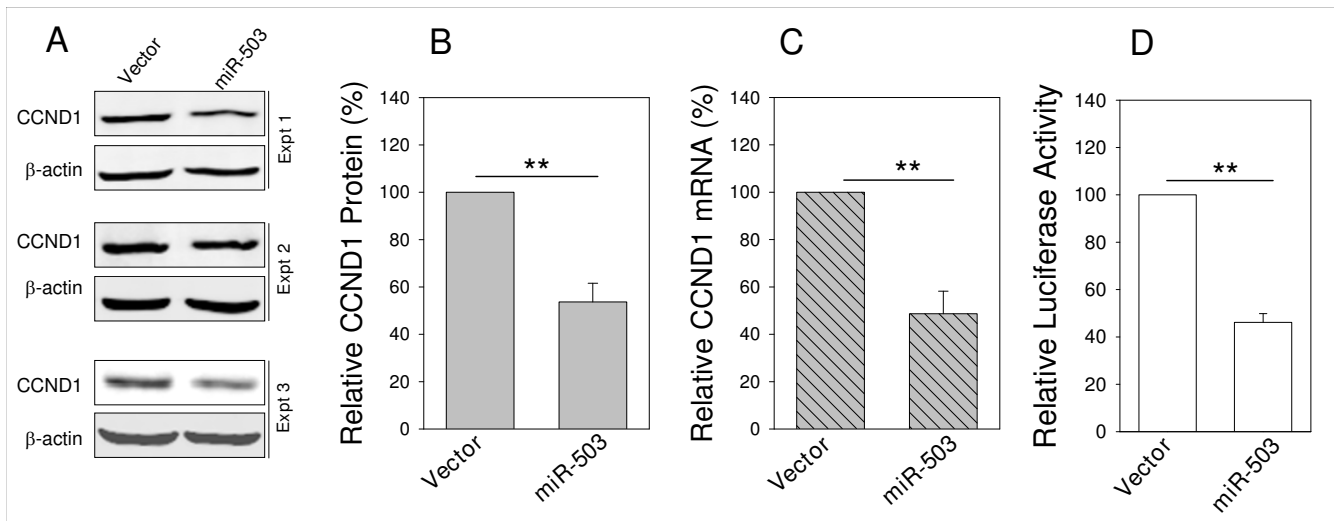 A
Vector
miR-503
CCND1
β-actin
Expt 1
CCND1
β-actin
Expt 2
CCND1
β-actin
Expt 3
B
Relative CCND1 Protein (%)
140
120
100
80
60
40
20
0
**
Vector
miR-503
C
Relative CCND1 mRNA (%)
140
120
100
80
60
40
20
0
**
Vector
miR-503
D
Relative Luciferase Activity
140
120
100
80
60
40
20
0
**
Vector
miR-503